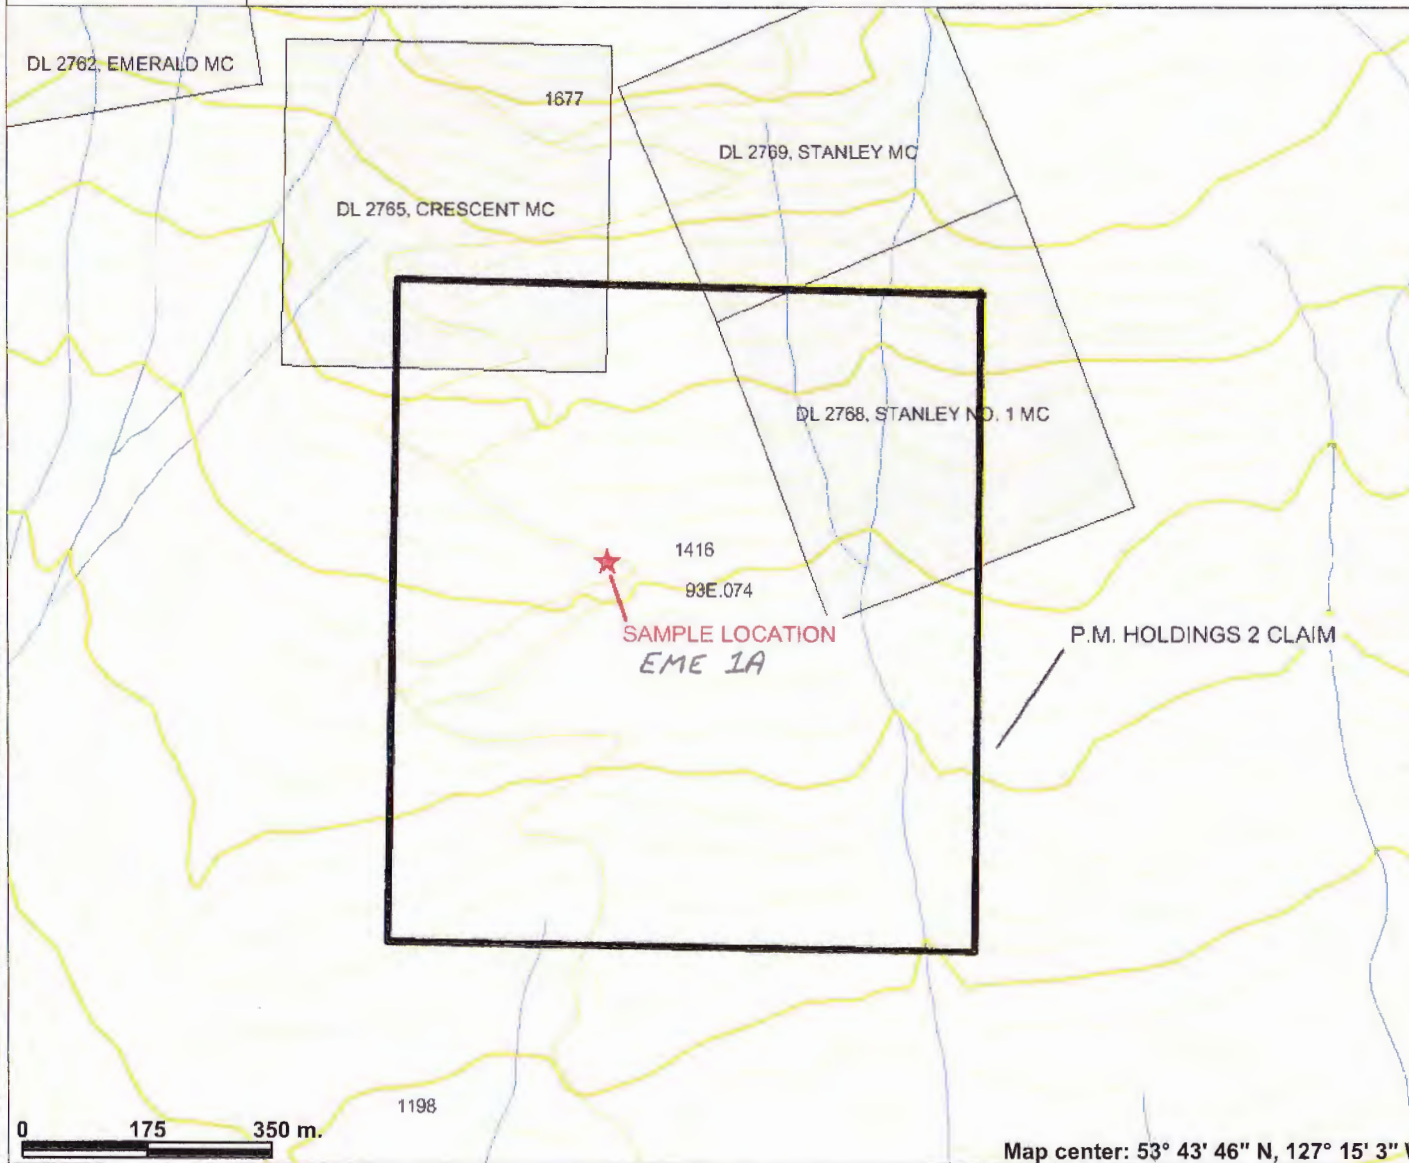 DL 2762, EMERALD MC
1677
DL 2769, STANLEY MC
DL 2765, CRESCENT MC
DL 2768, STANLEY NO. 1 MC
1416
93E.074
SAMPLE LOCATION
EME 1A
P.M. HOLDINGS 2 CLAIM
1198
0 175 350 m.
Map center: 53° 43' 46" N, 127° 15' 3"